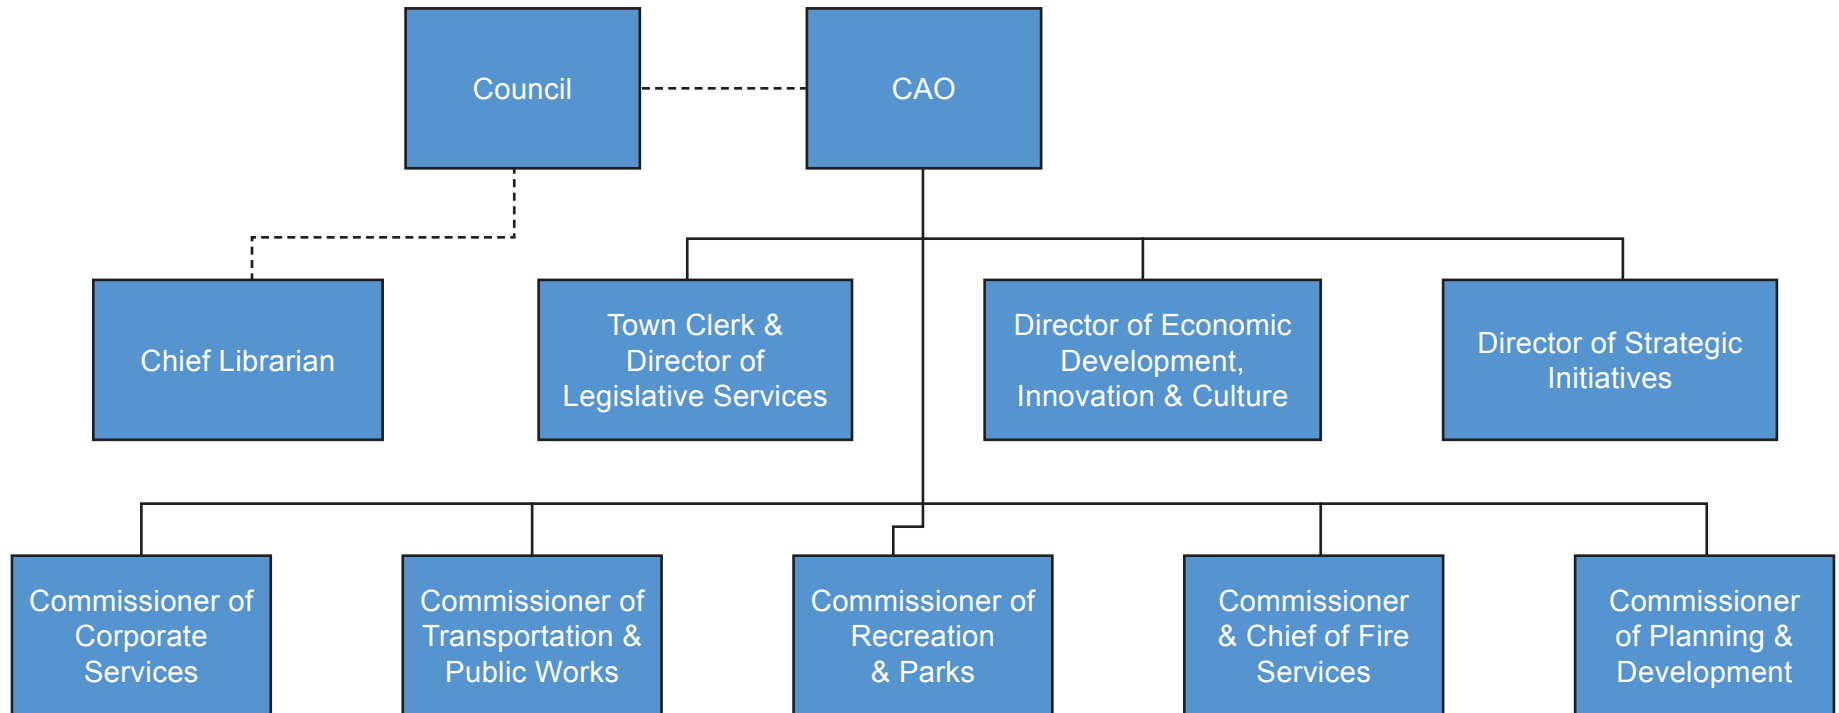 Council
CAO
Chief Librarian
Town Clerk &
Director of
Legislative Services
Director of Economic
Development,
Innovation & Culture
Director of Strategic
Initiatives
Commissioner of
Corporate
Services
Commissioner of
Transportation &
Public Works
Commissioner of
Recreation
& Parks
Commissioner
& Chief of Fire
Services
Commissioner
of Planning &
Development